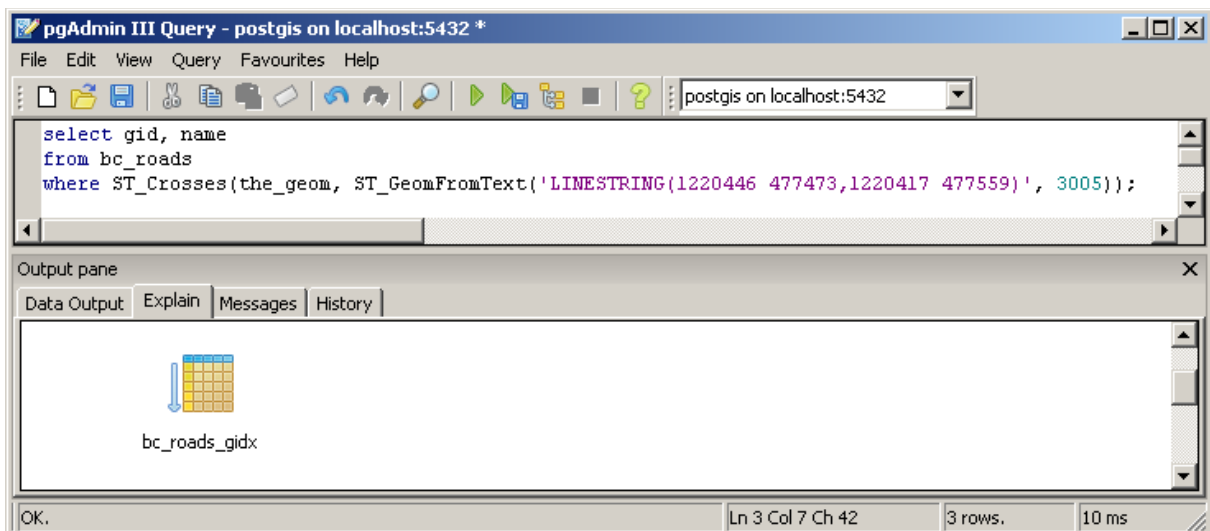 pgAdmin III Query - postgis on localhost:5432 *
File Edit View Query Favourites Help
postgis on localhost:5432
select gid, name
from bc_roads
where ST_Crosses(the_geom, ST_GeomFromText('LINESTRING(1220446 477473,1220417 477559)', 3005));
Output pane
Data Output Explain Messages History
bc_roads_gidx
OK. Ln 3 Col 7 Ch 42 3 rows. 10 ms